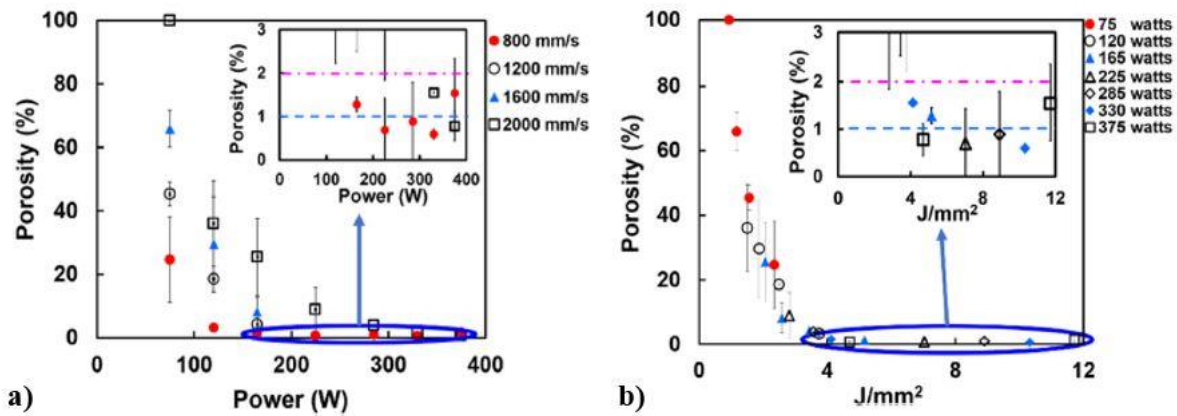 100
80
60
40
20
0
Porosity (%)
0 100 200 300 400
Power (W)
3
2
1
0
Porosity (%)
0 100 200 300 400
Power (W)
800 mm/s
1200 mm/s
1600 mm/s
2000 mm/s
a)
100
80
60
40
20
0
Porosity (%)
0 4 8 12
J/mm²
3
2
1
0
Porosity (%)
0 4 8 12
J/mm²
75 watts
120 watts
165 watts
225 watts
285 watts
330 watts
375 watts
b)